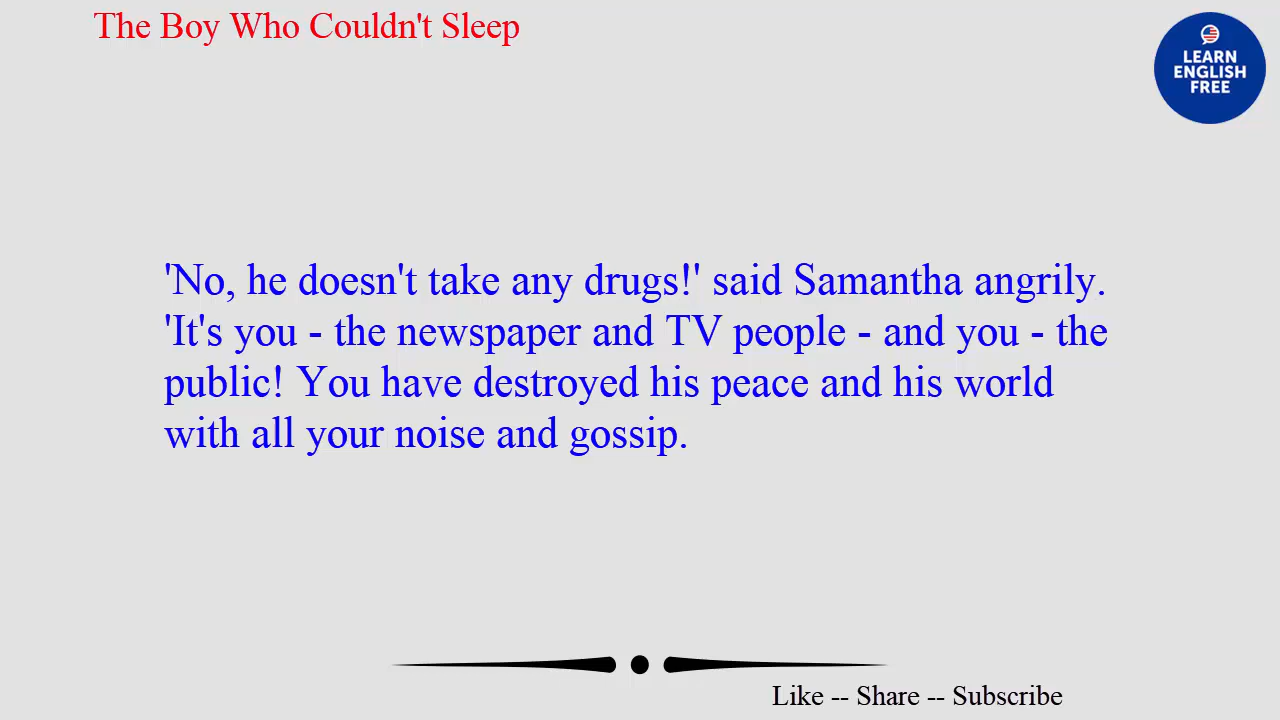 The Boy Who Couldn't Sleep
LEARN
ENGLISH
FREE
'No, he doesn't take any drugs!' said Samantha angrily.
'It's you - the newspaper and TV people - and you - the
public! You have destroyed his peace and his world
with all your noise and gossip.
Like -- Share -- Subscribe